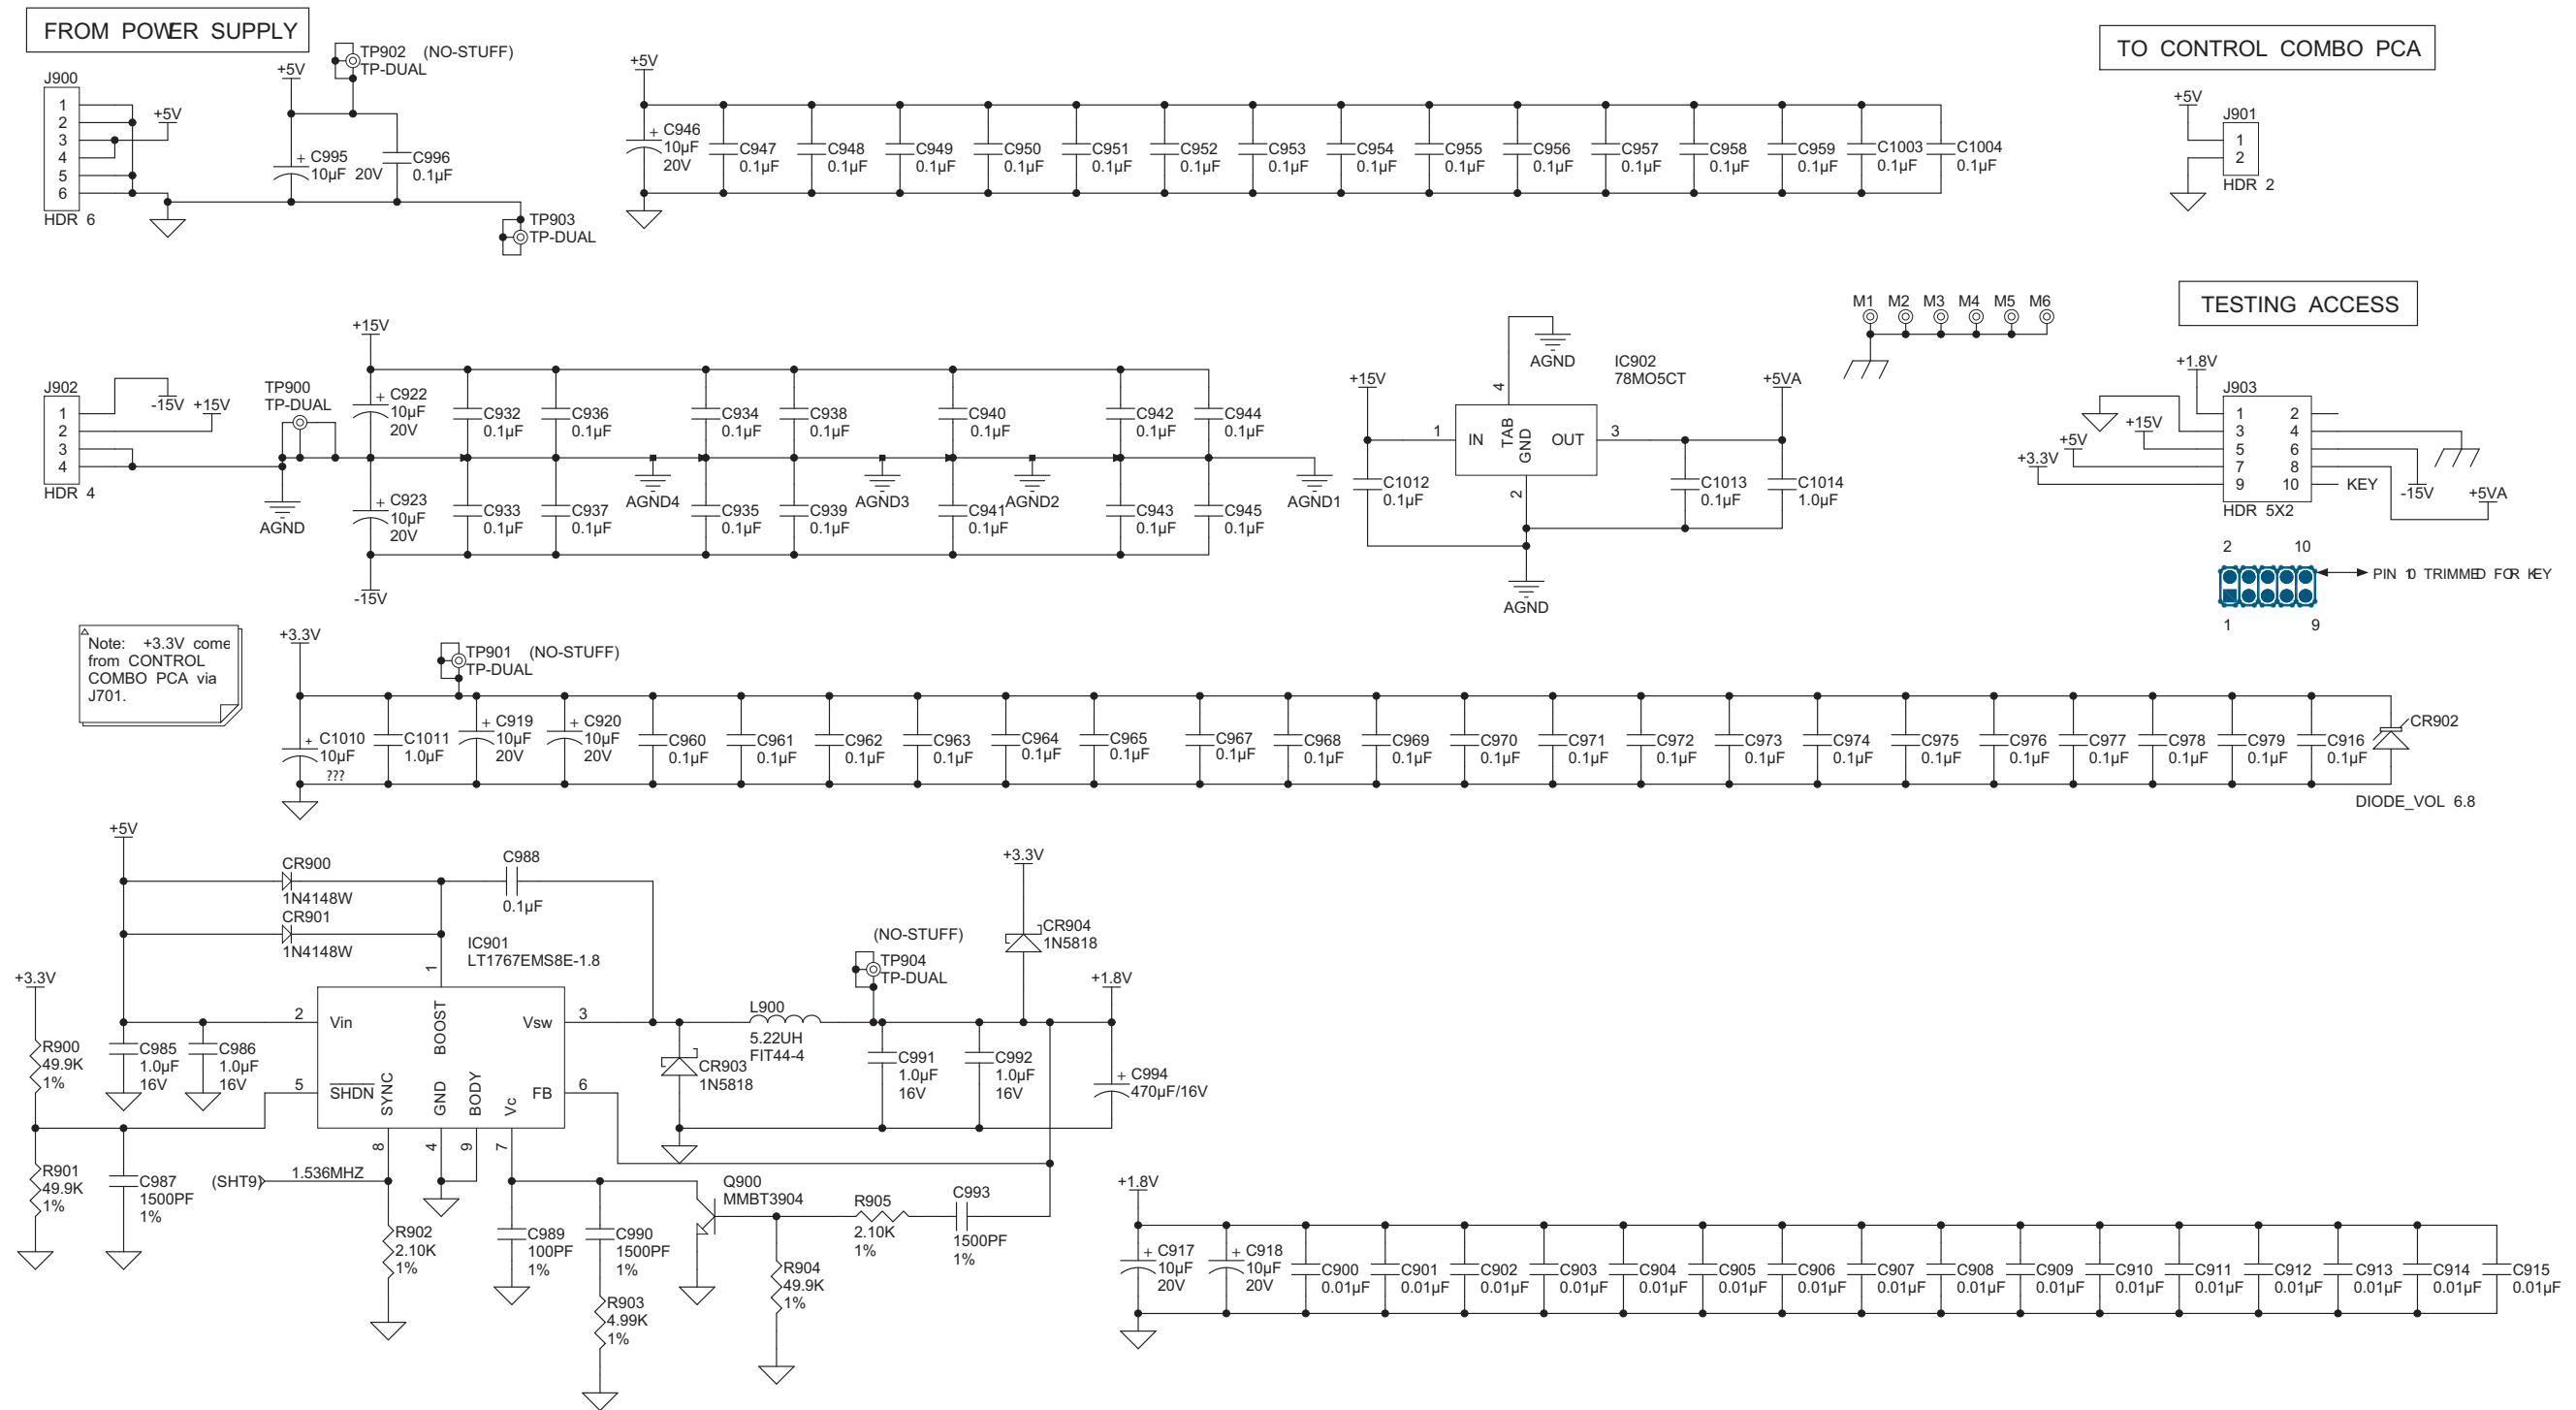 FROM POWER SUPPLY
TO CONTROL COMBO PCA
TESTING ACCESS
J900
1
2
3
4
5
6
HDR 6
+5V
+5V
TP902 (NO-STUFF)
TP-DUAL
+ C995
10µF 20V
C996
0.1µF
TP903
TP-DUAL
+5V
+ C946
10µF
20V
C947
0.1µF
C948
0.1µF
C949
0.1µF
C950
0.1µF
C951
0.1µF
C952
0.1µF
C953
0.1µF
C954
0.1µF
C955
0.1µF
C956
0.1µF
C957
0.1µF
C958
0.1µF
C959
0.1µF
C1003
0.1µF
C1004
0.1µF
+5V
J901
1
2
HDR 2
J902
1
2
3
4
HDR 4
-15V
+15V
TP900
TP-DUAL
AGND
+15V
+ C922
10µF
20V
+ C923
10µF
20V
-15V
C932
0.1µF
C936
0.1µF
C934
0.1µF
C938
0.1µF
C940
0.1µF
C942
0.1µF
C944
0.1µF
AGND4
AGND3
AGND2
AGND1
C933
0.1µF
C937
0.1µF
C935
0.1µF
C939
0.1µF
C941
0.1µF
C943
0.1µF
C945
0.1µF
+15V
AGND
IC902
78MO5CT
+5VA
4
1
IN
TAB
GND
OUT
3
2
C1012
0.1µF
C1013
0.1µF
C1014
1.0µF
AGND
M1 M2 M3 M4 M5 M6
+1.8V
J903
+15V
+5V
+3.3V
1 2
3 4
5 6
7 8
9 10
KEY
-15V
+5VA
HDR 5X2
2 10
PIN 10 TRIMMED FOR KEY
1 9
Note: +3.3V come
from CONTROL
COMBO PCA via
J701.
+3.3V
TP901 (NO-STUFF)
TP-DUAL
+ C1010
10µF
???
C1011
1.0µF
+ C919
10µF
20V
+ C920
10µF
20V
C960
0.1µF
C961
0.1µF
C962
0.1µF
C963
0.1µF
C964
0.1µF
C965
0.1µF
C967
0.1µF
C968
0.1µF
C969
0.1µF
C970
0.1µF
C971
0.1µF
C972
0.1µF
C973
0.1µF
C974
0.1µF
C975
0.1µF
C976
0.1µF
C977
0.1µF
C978
0.1µF
C979
0.1µF
C916
0.1µF
CR902
DIODE_VOL 6.8
+5V
CR900
1N4148W
CR901
1N4148W
C988
0.1µF
IC901
LT1767EMS8E-1.8
+3.3V
R900
49.9K
1%
C985
1.0µF
16V
C986
1.0µF
16V
1
2
Vin
BOOST
Vsw
3
5
SHDN
SYNC
GND
BODY
Vc
FB
6
8
4
9
7
R901
49.9K
1%
C987
1500PF
1%
(SHT9)
1.536MHZ
R902
2.10K
1%
C989
100PF
1%
C990
1500PF
1%
R903
4.99K
1%
Q900
MMBT3904
R904
49.9K
1%
R905
2.10K
1%
C993
1500PF
1%
CR903
1N5818
L900
5.22UH
FIT44-4
(NO-STUFF)
TP904
TP-DUAL
+3.3V
CR904
1N5818
+1.8V
C991
1.0µF
16V
C992
1.0µF
16V
+ C994
470µF/16V
+1.8V
+ C917
10µF
20V
+ C918
10µF
20V
C900
0.01µF
C901
0.01µF
C902
0.01µF
C903
0.01µF
C904
0.01µF
C905
0.01µF
C906
0.01µF
C907
0.01µF
C908
0.01µF
C909
0.01µF
C910
0.01µF
C911
0.01µF
C912
0.01µF
C913
0.01µF
C914
0.01µF
C915
0.01µF